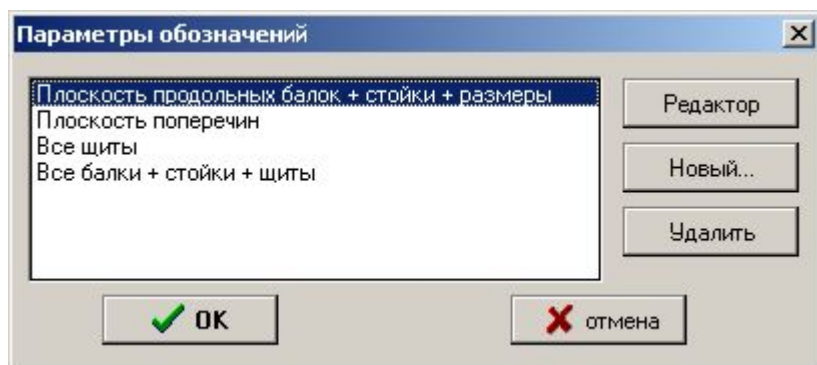 Параметры обозначений
Плоскость продольных балок + стойки + размеры
Плоскость поперечин
Все щиты
Все балки + стойки + щиты
Редактор
Новый...
Удалить
OK
отмена